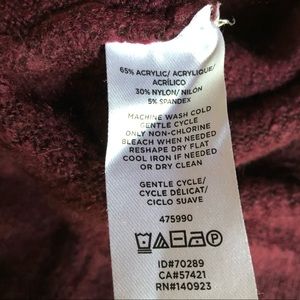 65% ACRYLIC/ ACRYLIQUE/
ACRÍLICO
30% NYLON/ NILON
5% SPANDEX
MACHINE WASH COLD
GENTLE CYCLE
ONLY NON-CHLORINE
BLEACH WHEN NEEDED
RESHAPE DRY FLAT
COOL IRON IF NEEDED
OR DRY CLEAN
GENTLE CYCLE/
CYCLE DÉLICAT/
CICLO SUAVE
475990
ID#70289
CA#57421
RN#140923